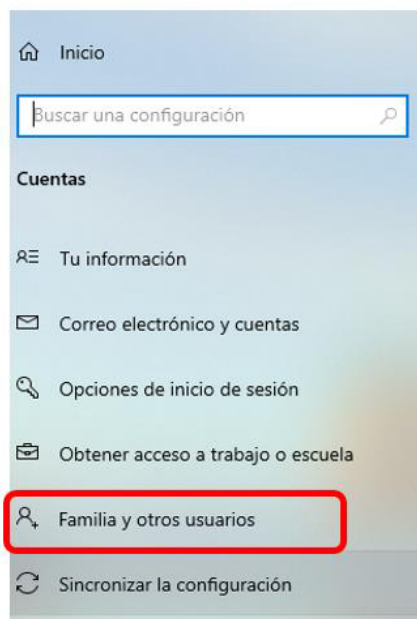 Inicio
Buscar una configuración
Cuentas
Tu información
Correo electrónico y cuentas
Opciones de inicio de sesión
Obtener acceso a trabajo o escuela
Familia y otros usuarios
Sincronizar la configuración